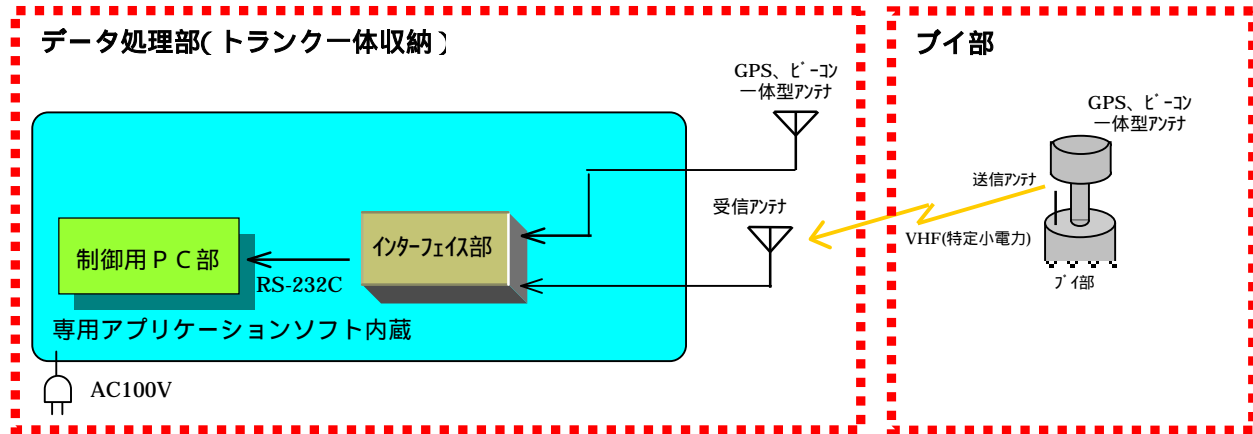 データ処理部(トランク一体収納)
GPS、ﾋﾞｰｺﾝ
一体型ｱﾝﾃﾅ
受信ｱﾝﾃﾅ
制御用ＰＣ部
RS-232C
ｲﾝﾀｰﾌｪｲｽ部
専用アプリケーションソフト内蔵
AC100V
ブイ部
GPS、ﾋﾞｰｺﾝ
一体型ｱﾝﾃﾅ
送信ｱﾝﾃﾅ
VHF(特定小電力)
ﾌﾞｲ部